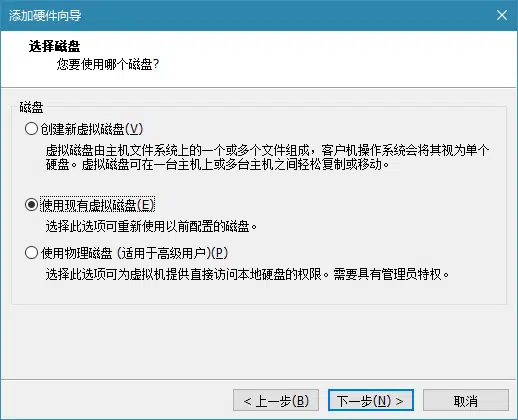 添加硬件向导
选择磁盘
您要使用哪个磁盘?
磁盘
创建新虚拟磁盘(V)
虚拟磁盘由主机文件系统上的一个或多个文件组成，客户机操作系统会将其视为单个
硬盘。虚拟磁盘可在一台主机上或多台主机之间轻松复制或移动。
使用现有虚拟磁盘(E)
选择此选项可重新使用以前配置的磁盘。
使用物理磁盘 (适用于高级用户)(P)
选择此选项可为虚拟机提供直接访问本地硬盘的权限。需要具有管理员特权。
< 上一步(B)
下一步(N) >
取消